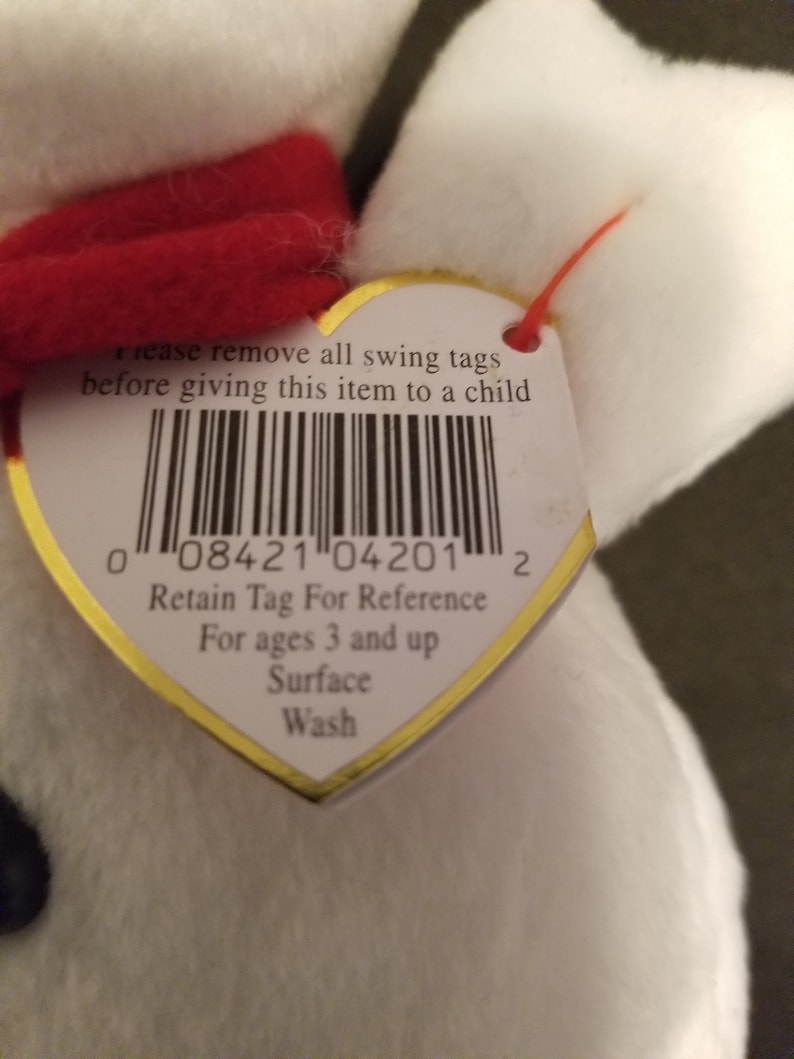 Please remove all swing tags
before giving this item to a child
0 08421 04201 2
Retain Tag For Reference
For ages 3 and up
Surface
Wash